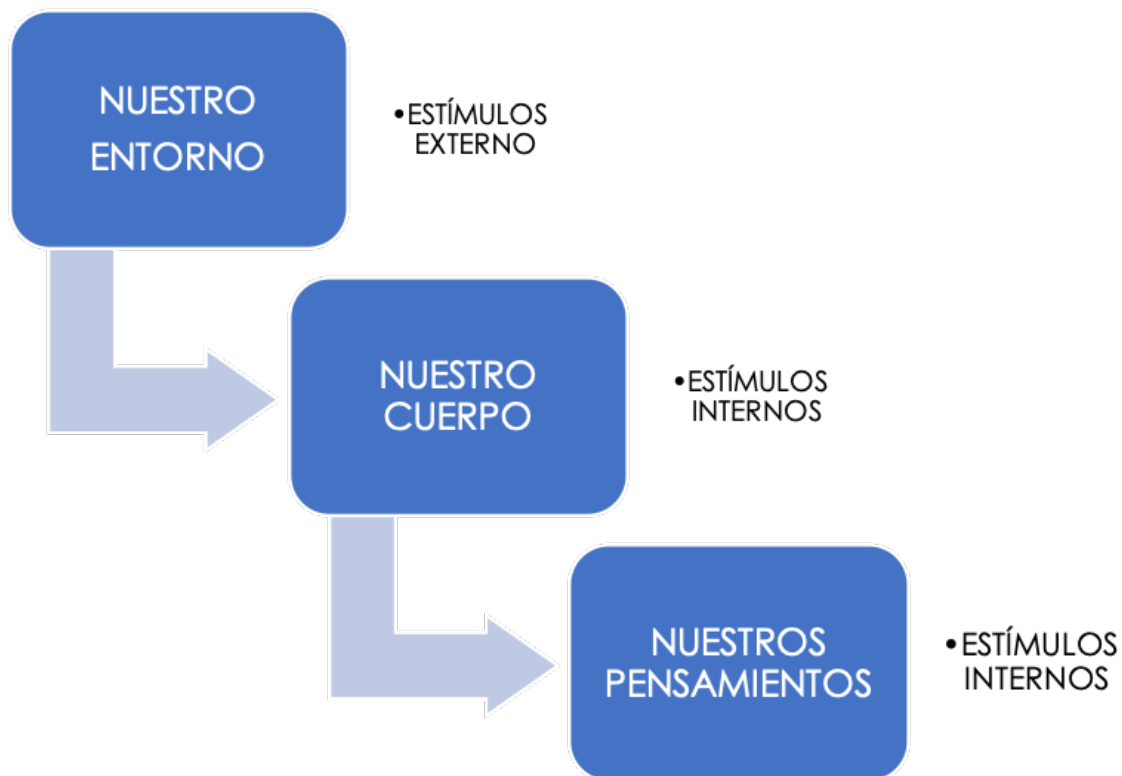 NUESTRO
ENTORNO
•ESTÍMULOS
EXTERNO
NUESTRO
CUERPO
•ESTÍMULOS
INTERNOS
NUESTROS
PENSAMIENTOS
•ESTÍMULOS
INTERNOS